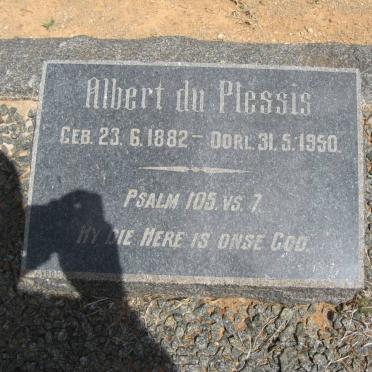 Albert du Plessis
GEB. 23. 6. 1882 - OORL. 31. 5. 1950.
PSALM 105. VS. 7.
HY DIE HERE IS ONSE GOD